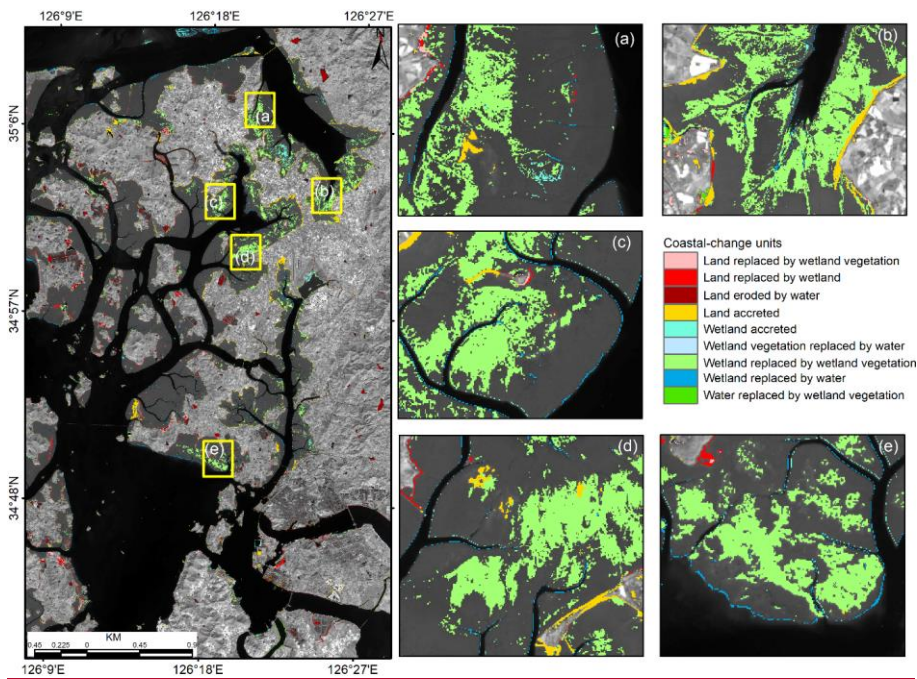 126°9'E 126°18'E 126°27'E
35°6'N
34°57'N
34°48'N
(a)
(b)
(c)
(d)
(e)
KM
0.45 0.225 0 0.45 0.9
126°9'E 126°18'E 126°27'E
(a)
(b)
(c)
(d)
(e)
Coastal-change units
Land replaced by wetland vegetation
Land replaced by wetland
Land eroded by water
Land accreted
Wetland accreted
Wetland vegetation replaced by water
Wetland replaced by wetland vegetation
Wetland replaced by water
Water replaced by wetland vegetation